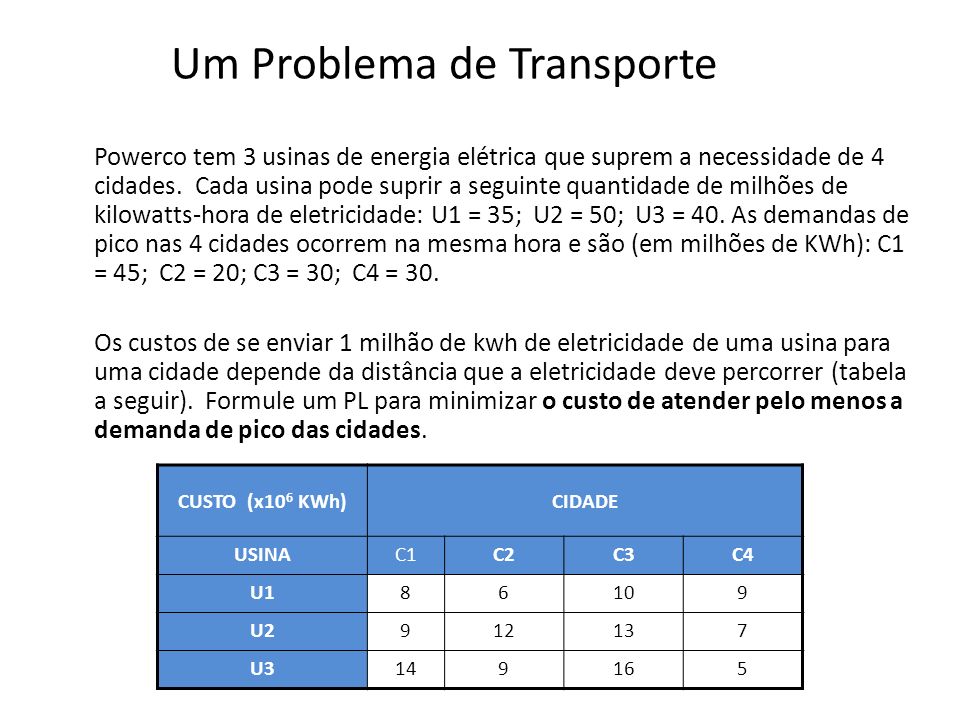 Um Problema de Transporte
Powerco tem 3 usinas de energia elétrica que suprem a necessidade de 4
cidades. Cada usina pode suprir a seguinte quantidade de milhões de
kilowatts-hora de eletricidade: U1 = 35; U2 = 50; U3 = 40. As demandas de
pico nas 4 cidades ocorrem na mesma hora e são (em milhões de KWh): C1
= 45; C2 = 20; C3 = 30; C4 = 30.
Os custos de se enviar 1 milhão de kwh de eletricidade de uma usina para
uma cidade depende da distância que a eletricidade deve percorrer (tabela
a seguir). Formule um PL para minimizar o custo de atender pelo menos a
demanda de pico das cidades.
CUSTO (x10⁶ KWh) CIDADE
USINA C1 C2 C3 C4
U1 8 6 10 9
U2 9 12 13 7
U3 14 9 16 5